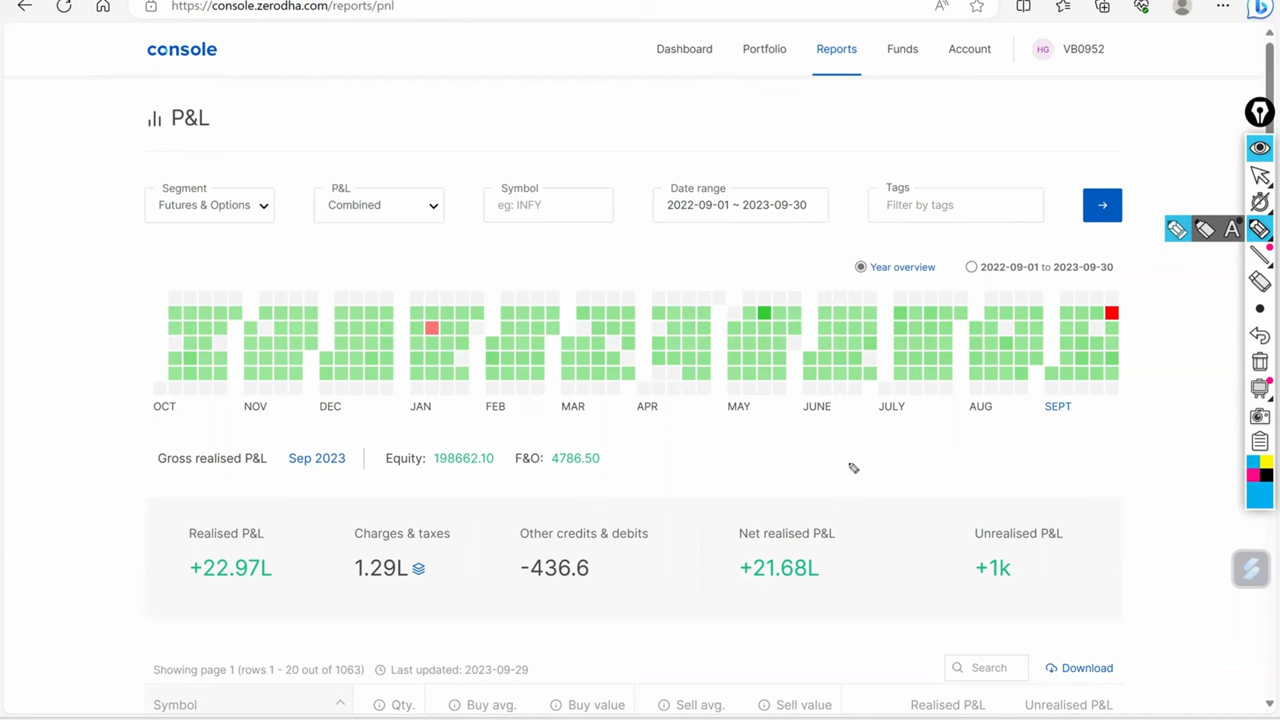 https://console.zerodha.com/reports/pnl
console
Dashboard Portfolio Reports Funds Account HG VB0952
P&L
Segment P&L Symbol Date range Tags
Futures & Options Combined eg: INFY 2022-09-01 ~ 2023-09-30 Filter by tags
Year overview 2022-09-01 to 2023-09-30
OCT NOV DEC JAN FEB MAR APR MAY JUNE JULY AUG SEPT
Gross realised P&L Sep 2023 Equity: 198662.10 F&O: 4786.50
Realised P&L Charges & taxes Other credits & debits Net realised P&L Unrealised P&L
+22.97L 1.29L -436.6 +21.68L +1k
Showing page 1 (rows 1 - 20 out of 1063) Last updated: 2023-09-29 Search Download
Symbol Qty. Buy avg. Buy value Sell avg. Sell value Realised P&L Unrealised P&L
A